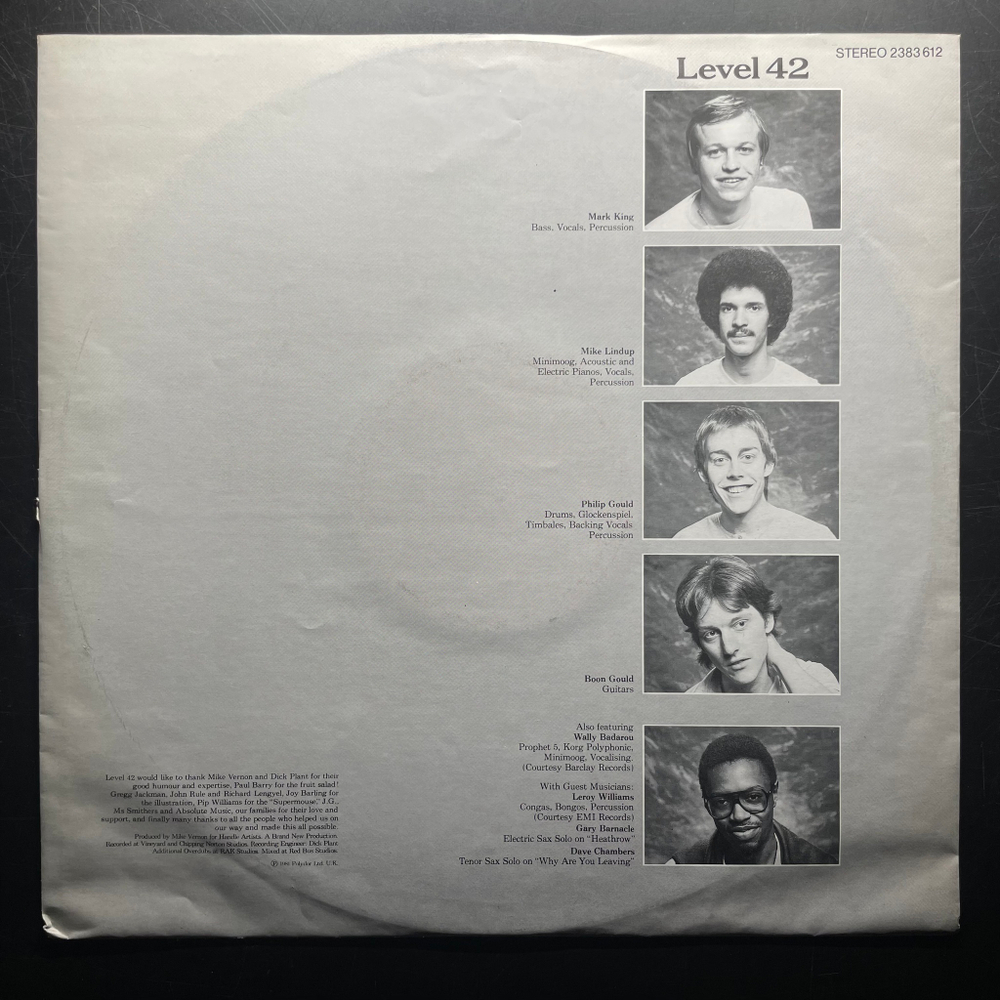 STEREO 2383 612
Level 42
Mark King
Bass, Vocals, Percussion
Mike Lindup
Minimoog, Acoustic and
Electric Pianos, Vocals,
Percussion
Philip Gould
Drums, Glockenspiel,
Timbales, Backing Vocals
Percussion
Boon Gould
Guitars
Also featuring
Wally Badarou
Prophet 5, Korg Polyphonic,
Minimoog, Vocalising.
(Courtesy Barclay Records)
With Guest Musicians:
Leroy Williams
Congas, Bongos, Percussion
(Courtesy EMI Records)
Gary Barnacle
Electric Sax Solo on "Heathrow"
Dave Chambers
Tenor Sax Solo on "Why Are You Leaving"
Level 42 would like to thank Mike Vernon and Dick Plant for their
good humour and expertise, Paul Barry for the fruit salad!
Gregg Jackman, John Rule and Richard Lengyel, Joy Barling for
the illustration, Pip Williams for the "Supermouse," J.G.,
Ms Smithers and Absolute Music, our families for their love and
support, and finally many thanks to all the people who helped us on
our way and made this all possible.
Produced by Mike Vernon for Handle Artists. A Brand New Production.
Recorded at Vineyard and Chipping Norton Studios. Recording Engineer: Dick Plant
Additional Overdubs at RAK Studios. Mixed at Red Bus Studios.
℗ 1981 Polydor Ltd. U.K.